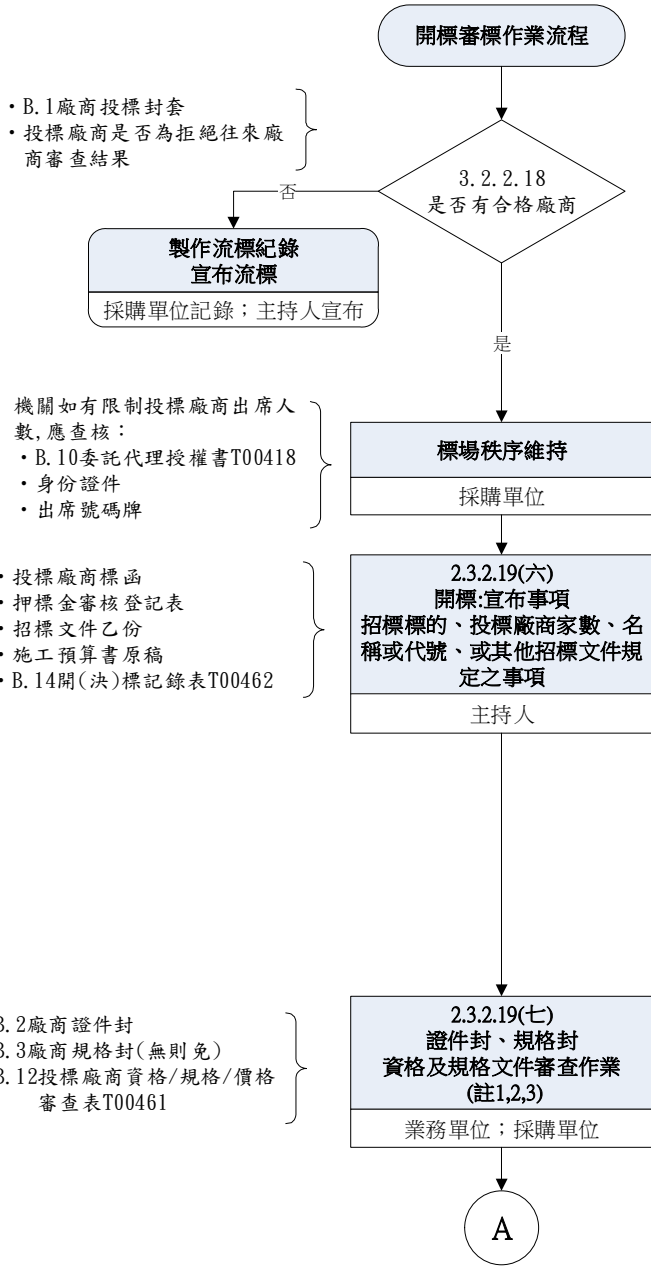 開標審標作業流程
・B.1廠商投標封套
・投標廠商是否為拒絕往來廠
商審查結果
3.2.2.18
是否有合格廠商
否
製作流標紀錄
宣布流標
採購單位記錄；主持人宣布
是
機關如有限制投標廠商出席人
數,應查核：
・B.10委託代理授權書T00418
・身份證件
・出席號碼牌
標場秩序維持
採購單位
・投標廠商標函
・押標金審核登記表
・招標文件乙份
・施工預算書原稿
・B.14開(決)標記錄表T00462
2.3.2.19(六)
開標:宣布事項
招標標的、投標廠商家數、名
稱或代號、或其他招標文件規
定之事項
主持人
3.2廠商證件封
3.3廠商規格封(無則免)
3.12投標廠商資格/規格/價格
審查表T00461
2.3.2.19(七)
證件封、規格封
資格及規格文件審查作業
(註1,2,3)
業務單位；採購單位
A